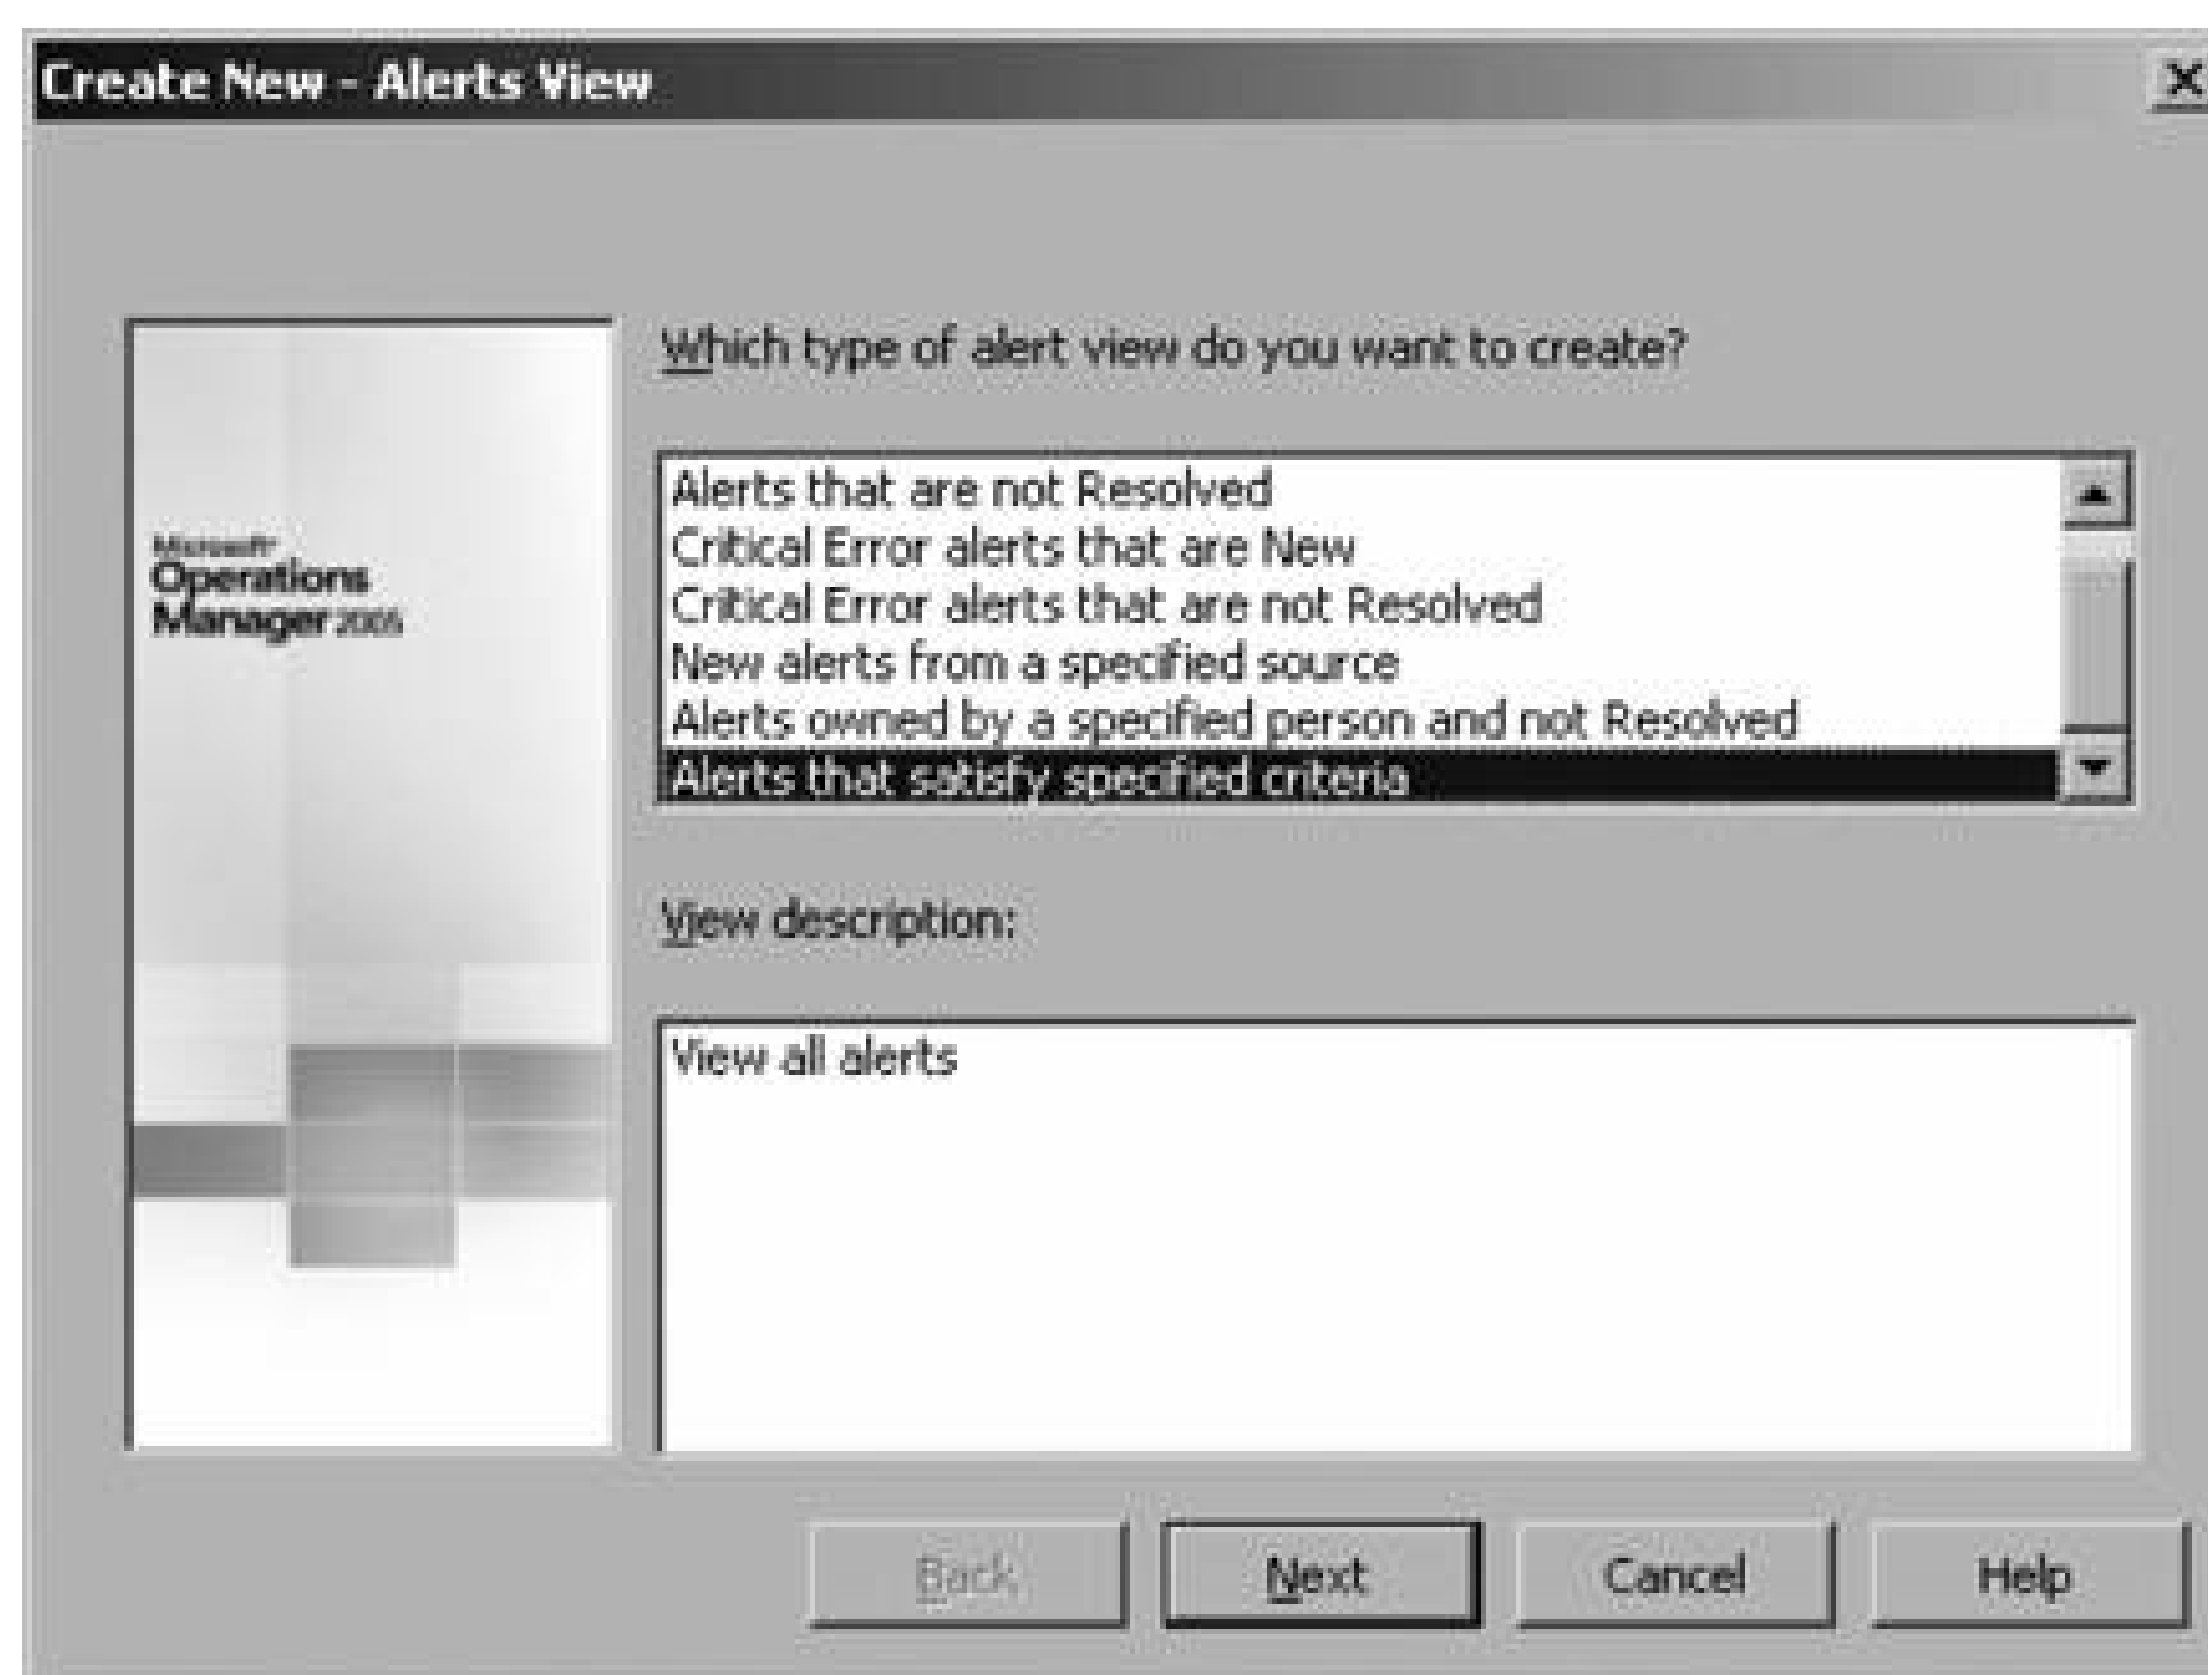 Create New - Alerts View
Which type of alert view do you want to create?
Alerts that are not Resolved
Critical Error alerts that are New
Critical Error alerts that are not Resolved
New alerts from a specified source
Alerts owned by a specified person and not Resolved
Alerts that satisfy specified criteria
Microsoft
Operations
Manager 2005
View description:
View all alerts
Back
Next
Cancel
Help